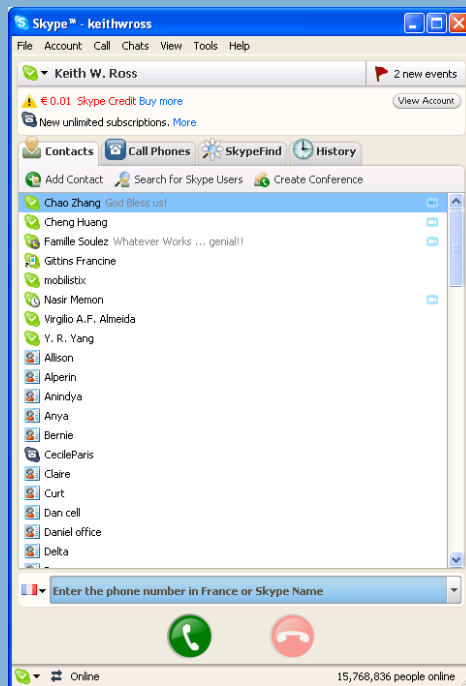 Skype™ - keithwross
File Account Call Chats View Tools Help
Keith W. Ross 2 new events
€ 0.01 Skype Credit Buy more View Account
New unlimited subscriptions. More
Contacts Call Phones SkypeFind History
Add Contact Search for Skype Users Create Conference
Chao Zhang God Bless us!
Cheng Huang
Famille Soulez Whatever Works ... genial!!
Gittins Francine
mobilistix
Nasir Memon
Virgilio A.F. Almeida
Y. R. Yang
Allison
Alperin
Anindya
Anya
Bernie
CecileParis
Claire
Curt
Dan cell
Daniel office
Delta
Enter the phone number in France or Skype Name
Online 15,768,836 people online